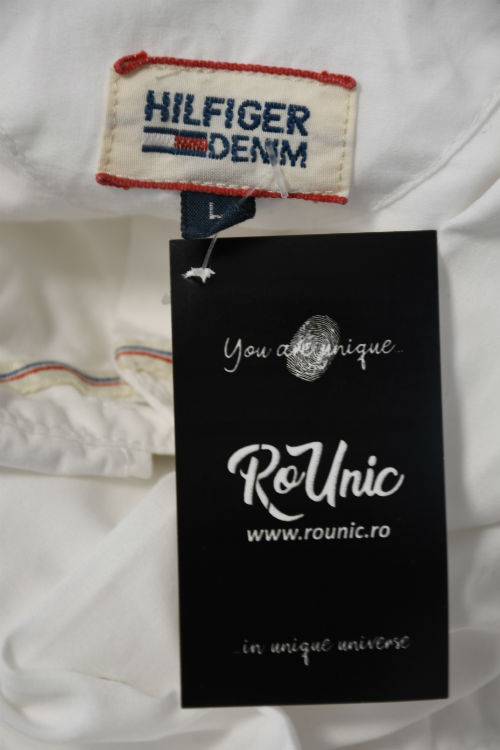 HILFIGER
DENIM
L
You are unique...
RoUnic
www.rounic.ro
...in unique universe